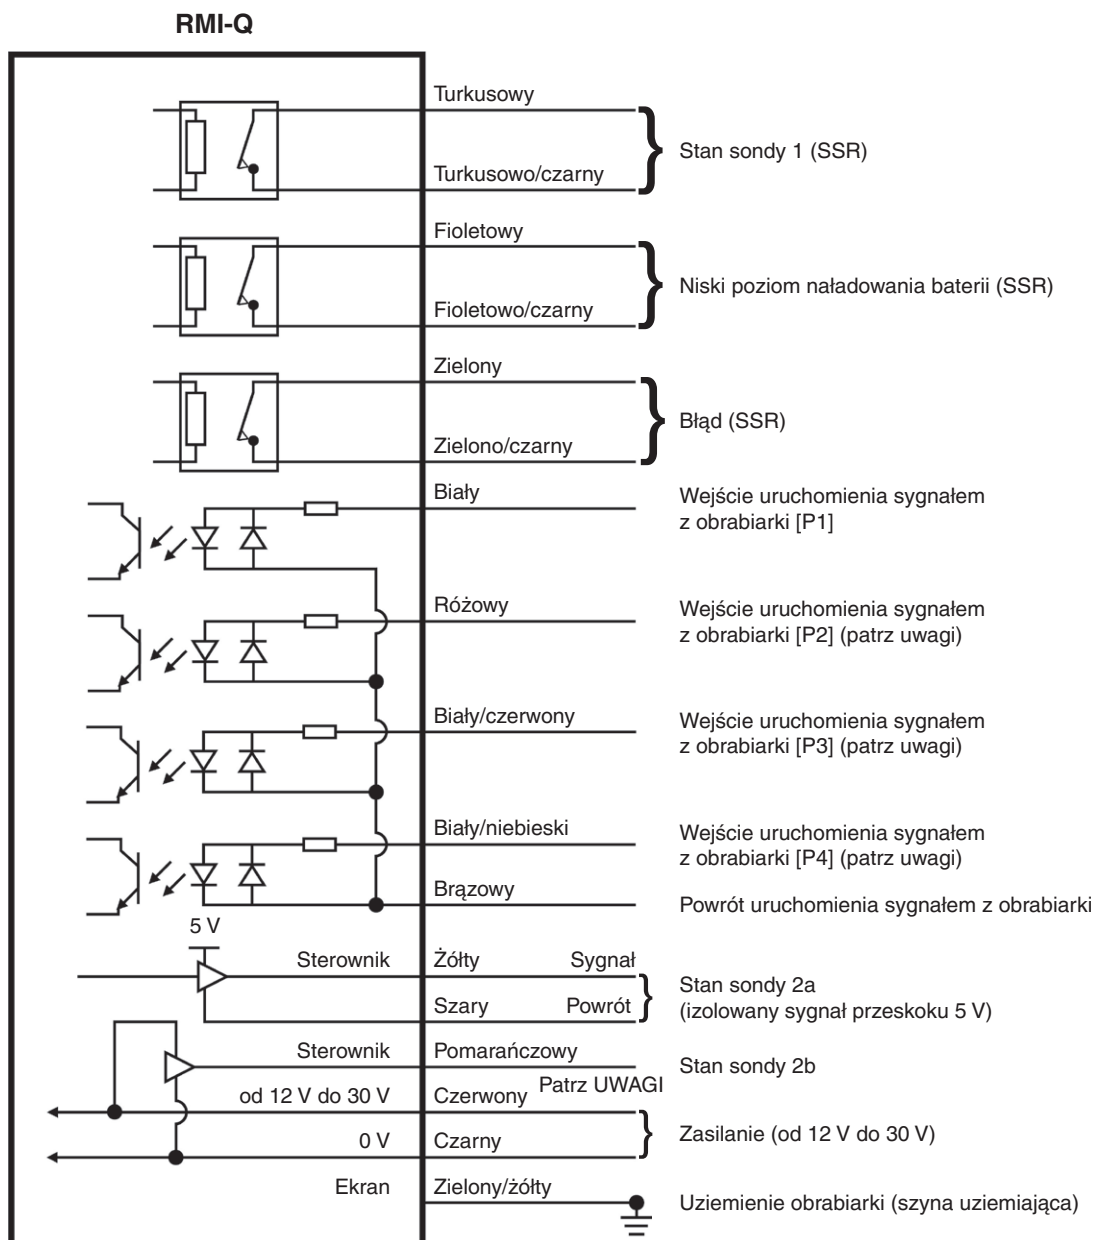 RMI-Q
Turkusowy
Stan sondy 1 (SSR)
Turkusowo/czarny
Fioletowy
Niski poziom naładowania baterii (SSR)
Fioletowo/czarny
Zielony
Błąd (SSR)
Zielono/czarny
Biały
Wejście uruchomienia sygnałem
z obrabiarki [P1]
Różowy
Wejście uruchomienia sygnałem
z obrabiarki [P2] (patrz uwagi)
Biały/czerwony
Wejście uruchomienia sygnałem
z obrabiarki [P3] (patrz uwagi)
Biały/niebieski
Wejście uruchomienia sygnałem
z obrabiarki [P4] (patrz uwagi)
Brązowy
Powrót uruchomienia sygnałem z obrabiarki
5 V
Sterownik Żółty Sygnał
Stan sondy 2a
(izolowany sygnał przeskoku 5 V)
Szary Powrót
Sterownik Pomarańczowy
Stan sondy 2b
Patrz UWAGI
od 12 V do 30 V Czerwony
Zasilanie (od 12 V do 30 V)
0 V Czarny
Ekran Zielony/żółty
Uziemienie obrabiarki (szyna uziemiająca)